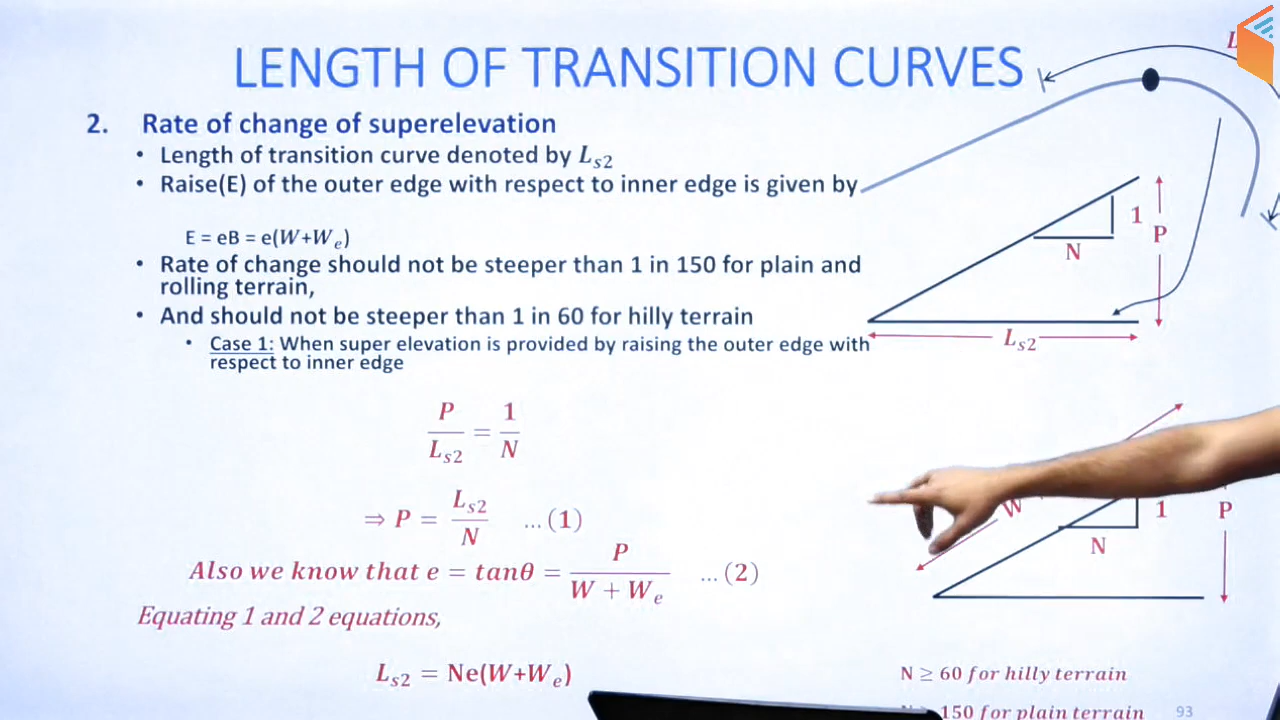 LENGTH OF TRANSITION CURVES
2. Rate of change of superelevation
• Length of transition curve denoted by Lₛ₂
• Raise(E) of the outer edge with respect to inner edge is given by
E = eB = e(W+Wₑ)
• Rate of change should not be steeper than 1 in 150 for plain and
rolling terrain,
• And should not be steeper than 1 in 60 for hilly terrain
• Case 1: When super elevation is provided by raising the outer edge with
respect to inner edge
P/Lₛ₂ = 1/N
⇒ P = Lₛ₂/N ...(1)
Also we know that e = tanθ = P/(W + Wₑ) ...(2)
Equating 1 and 2 equations,
Lₛ₂ = Ne(W+Wₑ)
L
1
P
N
Lₛ₂
W
1
P
N
N ≥ 60 for hilly terrain
150 for plain terrain
93